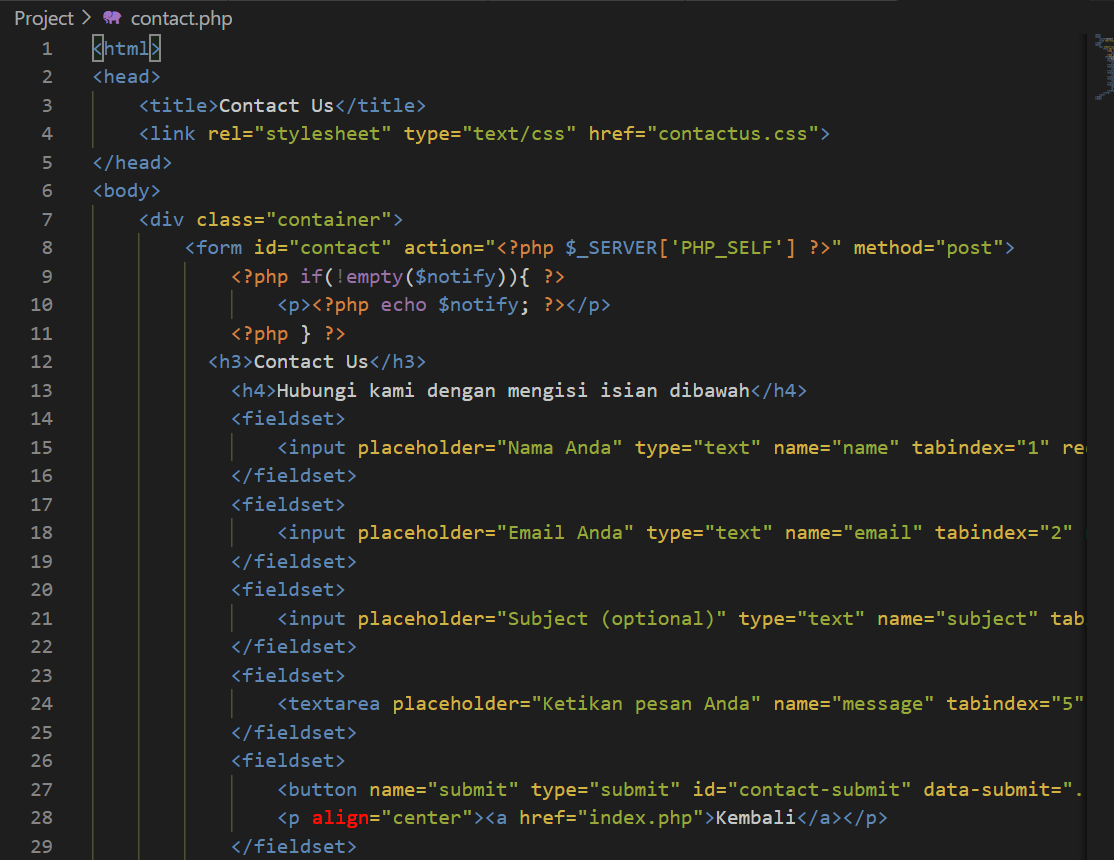 Project > contact.php
1 <html>
2 <head>
3 <title>Contact Us</title>
4 <link rel="stylesheet" type="text/css" href="contactus.css">
5 </head>
6 <body>
7 <div class="container">
8 <form id="contact" action="<?php $_SERVER['PHP_SELF'] ?>" method="post">
9 <?php if(!empty($notify)){ ?>
10 <p><?php echo $notify; ?></p>
11 <?php } ?>
12 <h3>Contact Us</h3>
13 <h4>Hubungi kami dengan mengisi isian dibawah</h4>
14 <fieldset>
15 <input placeholder="Nama Anda" type="text" name="name" tabindex="1" re
16 </fieldset>
17 <fieldset>
18 <input placeholder="Email Anda" type="text" name="email" tabindex="2"
19 </fieldset>
20 <fieldset>
21 <input placeholder="Subject (optional)" type="text" name="subject" tab
22 </fieldset>
23 <fieldset>
24 <textarea placeholder="Ketikan pesan Anda" name="message" tabindex="5"
25 </fieldset>
26 <fieldset>
27 <button name="submit" type="submit" id="contact-submit" data-submit=".
28 <p align="center"><a href="index.php">Kembali</a></p>
29 </fieldset>